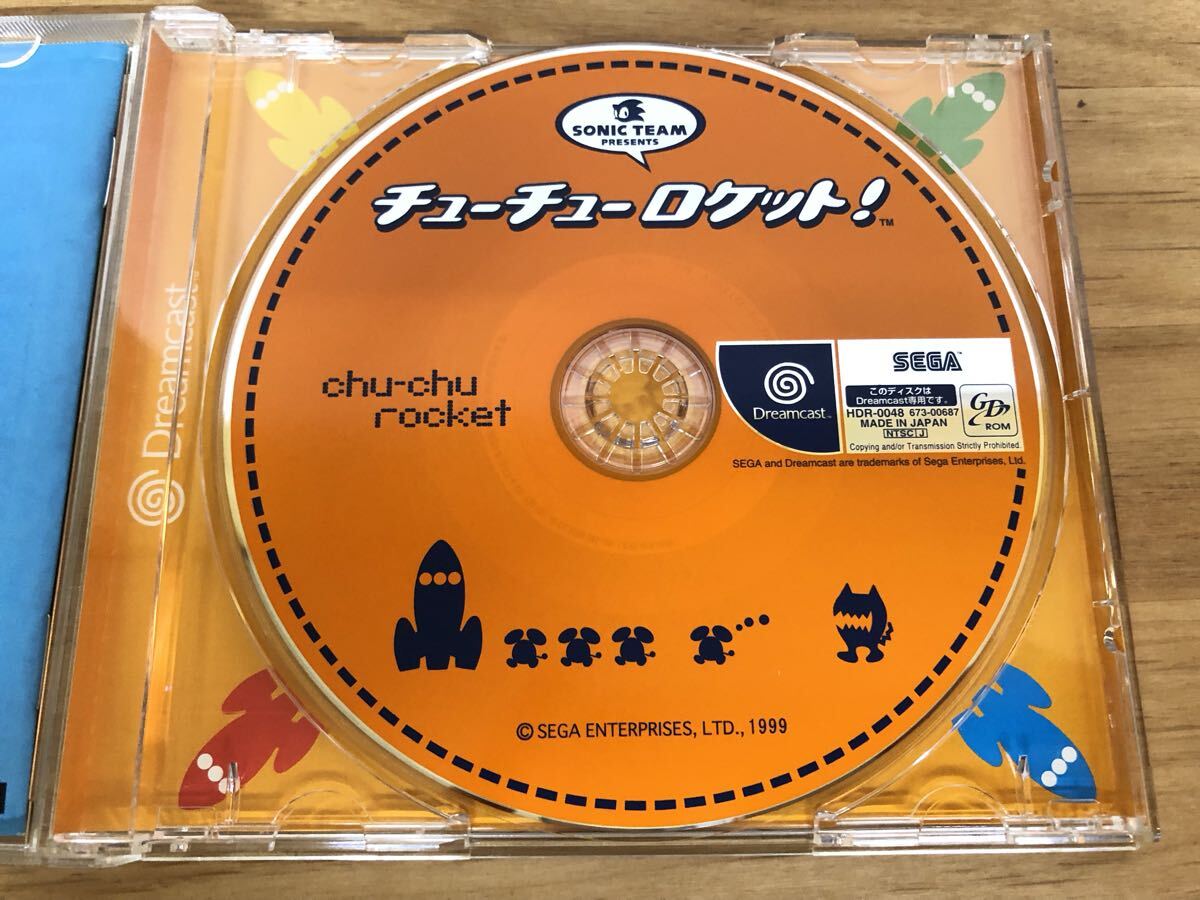 SONIC TEAM
PRESENTS
チューチューロケット!
TM
chu-chu
rocket
Dreamcast
SEGA
このディスクは
Dreamcast専用です。
HDR-0048 673-00687
MADE IN JAPAN
NTSC J
GD
ROM
Copying and/or Transmission Strictly Prohibited.
SEGA and Dreamcast are trademarks of Sega Enterprises, Ltd.
© SEGA ENTERPRISES, LTD., 1999
Dreamcast